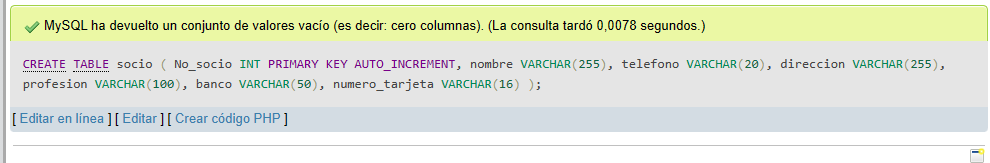 MySQL ha devuelto un conjunto de valores vacío (es decir: cero columnas). (La consulta tardó 0,0078 segundos.)
CREATE TABLE socio ( No_socio INT PRIMARY KEY AUTO_INCREMENT, nombre VARCHAR(255), telefono VARCHAR(20), direccion VARCHAR(255),
profesion VARCHAR(100), banco VARCHAR(50), numero_tarjeta VARCHAR(16) );
[ Editar en línea ] [ Editar ] [ Crear código PHP ]